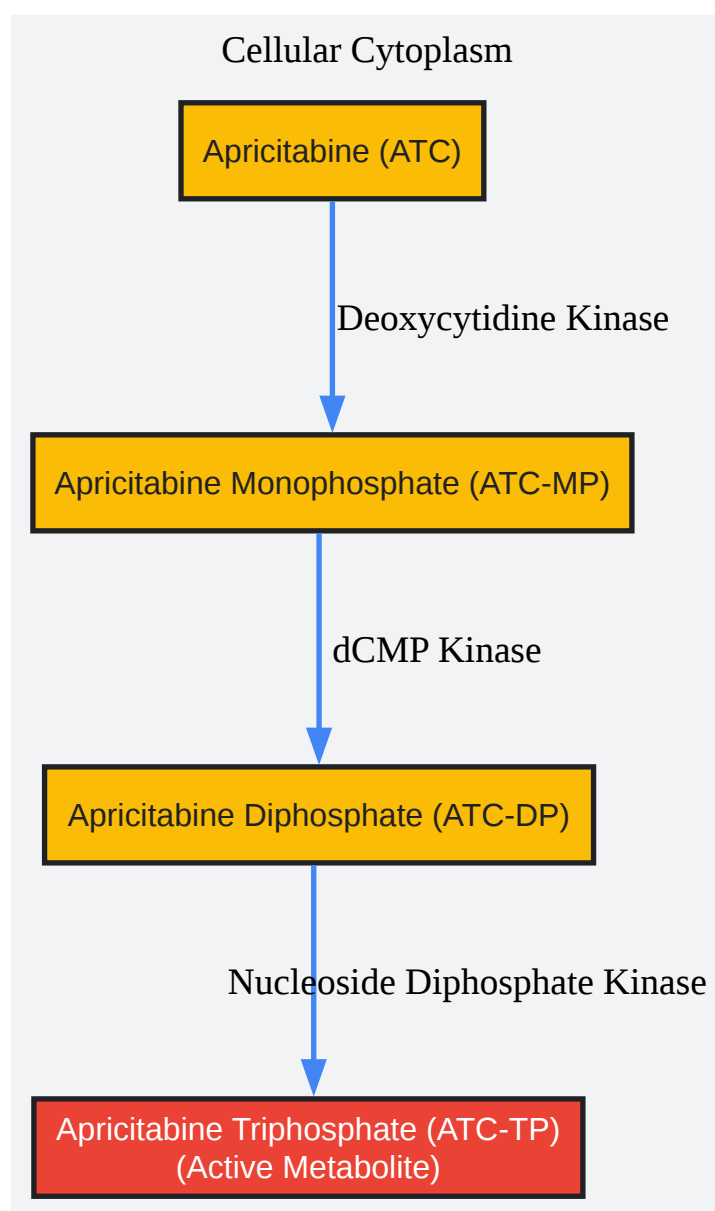 Cellular Cytoplasm
Apricitabine (ATC)
Deoxycytidine Kinase
Apricitabine Monophosphate (ATC-MP)
dCMP Kinase
Apricitabine Diphosphate (ATC-DP)
Nucleoside Diphosphate Kinase
Apricitabine Triphosphate (ATC-TP)
(Active Metabolite)